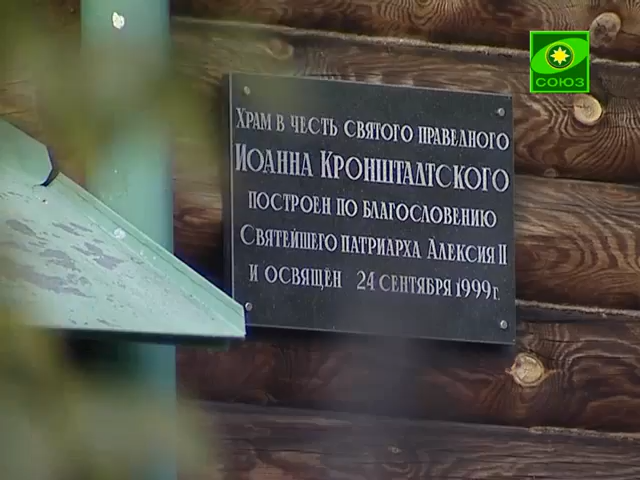 СОЮЗ
Храм в честь святого праведного
Иоанна Кронштадтского
построен по благословению
Святейшего патриарха Алексия II
и освящён 24 сентября 1999 г.